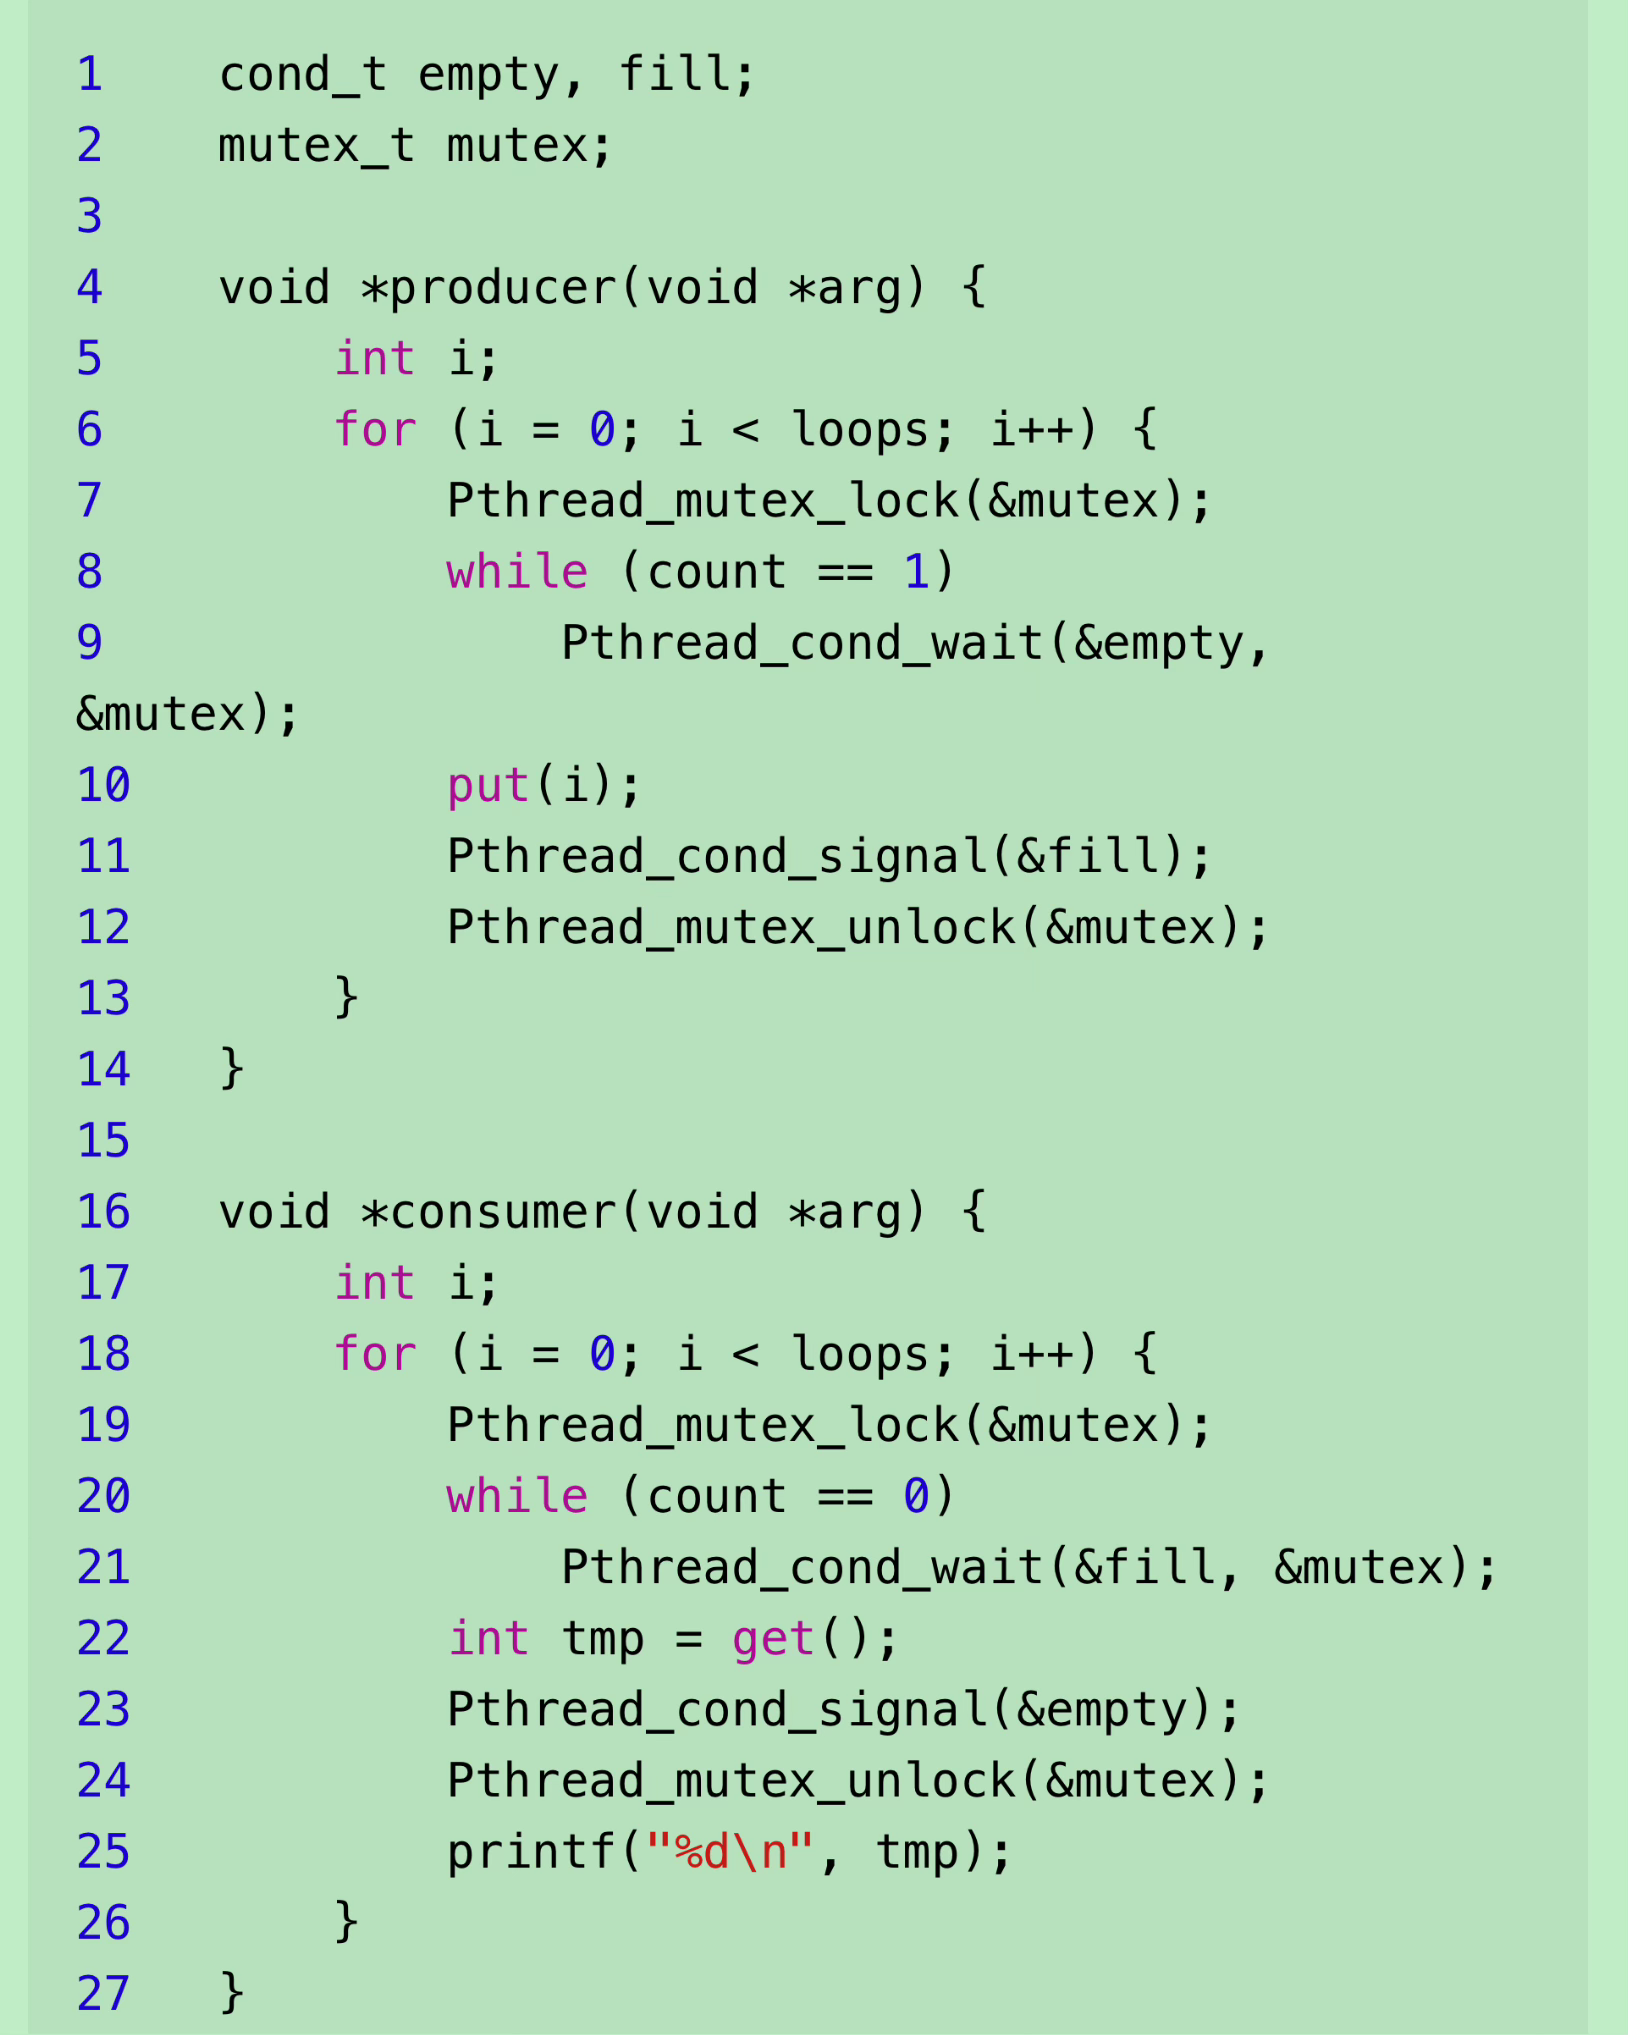 1    cond_t empty, fill;
2    mutex_t mutex;
3
4    void *producer(void *arg) {
5        int i;
6        for (i = 0; i < loops; i++) {
7            Pthread_mutex_lock(&mutex);
8            while (count == 1)
9                Pthread_cond_wait(&empty,
&mutex);
10           put(i);
11           Pthread_cond_signal(&fill);
12           Pthread_mutex_unlock(&mutex);
13       }
14   }
15
16   void *consumer(void *arg) {
17       int i;
18       for (i = 0; i < loops; i++) {
19           Pthread_mutex_lock(&mutex);
20           while (count == 0)
21               Pthread_cond_wait(&fill, &mutex);
22           int tmp = get();
23           Pthread_cond_signal(&empty);
24           Pthread_mutex_unlock(&mutex);
25           printf("%d\n", tmp);
26       }
27   }